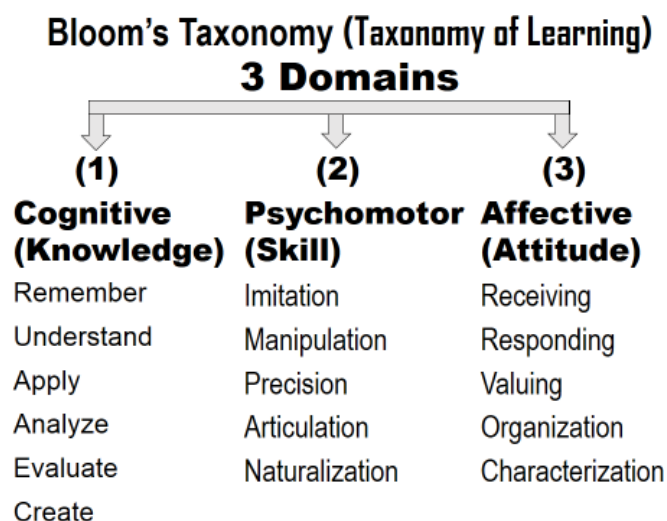 Bloom's Taxonomy (Taxonomy of Learning)
3 Domains
(1)
Cognitive
(Knowledge)
Remember
Understand
Apply
Analyze
Evaluate
Create
(2)
Psychomotor
(Skill)
Imitation
Manipulation
Precision
Articulation
Naturalization
(3)
Affective
(Attitude)
Receiving
Responding
Valuing
Organization
Characterization